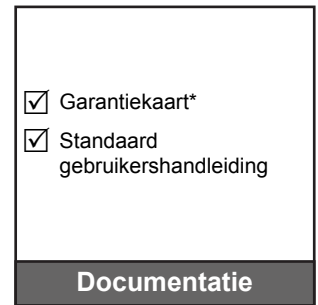 ☑ Garantiekaart*
☑ Standaard
gebruikershandleiding
Documentatie